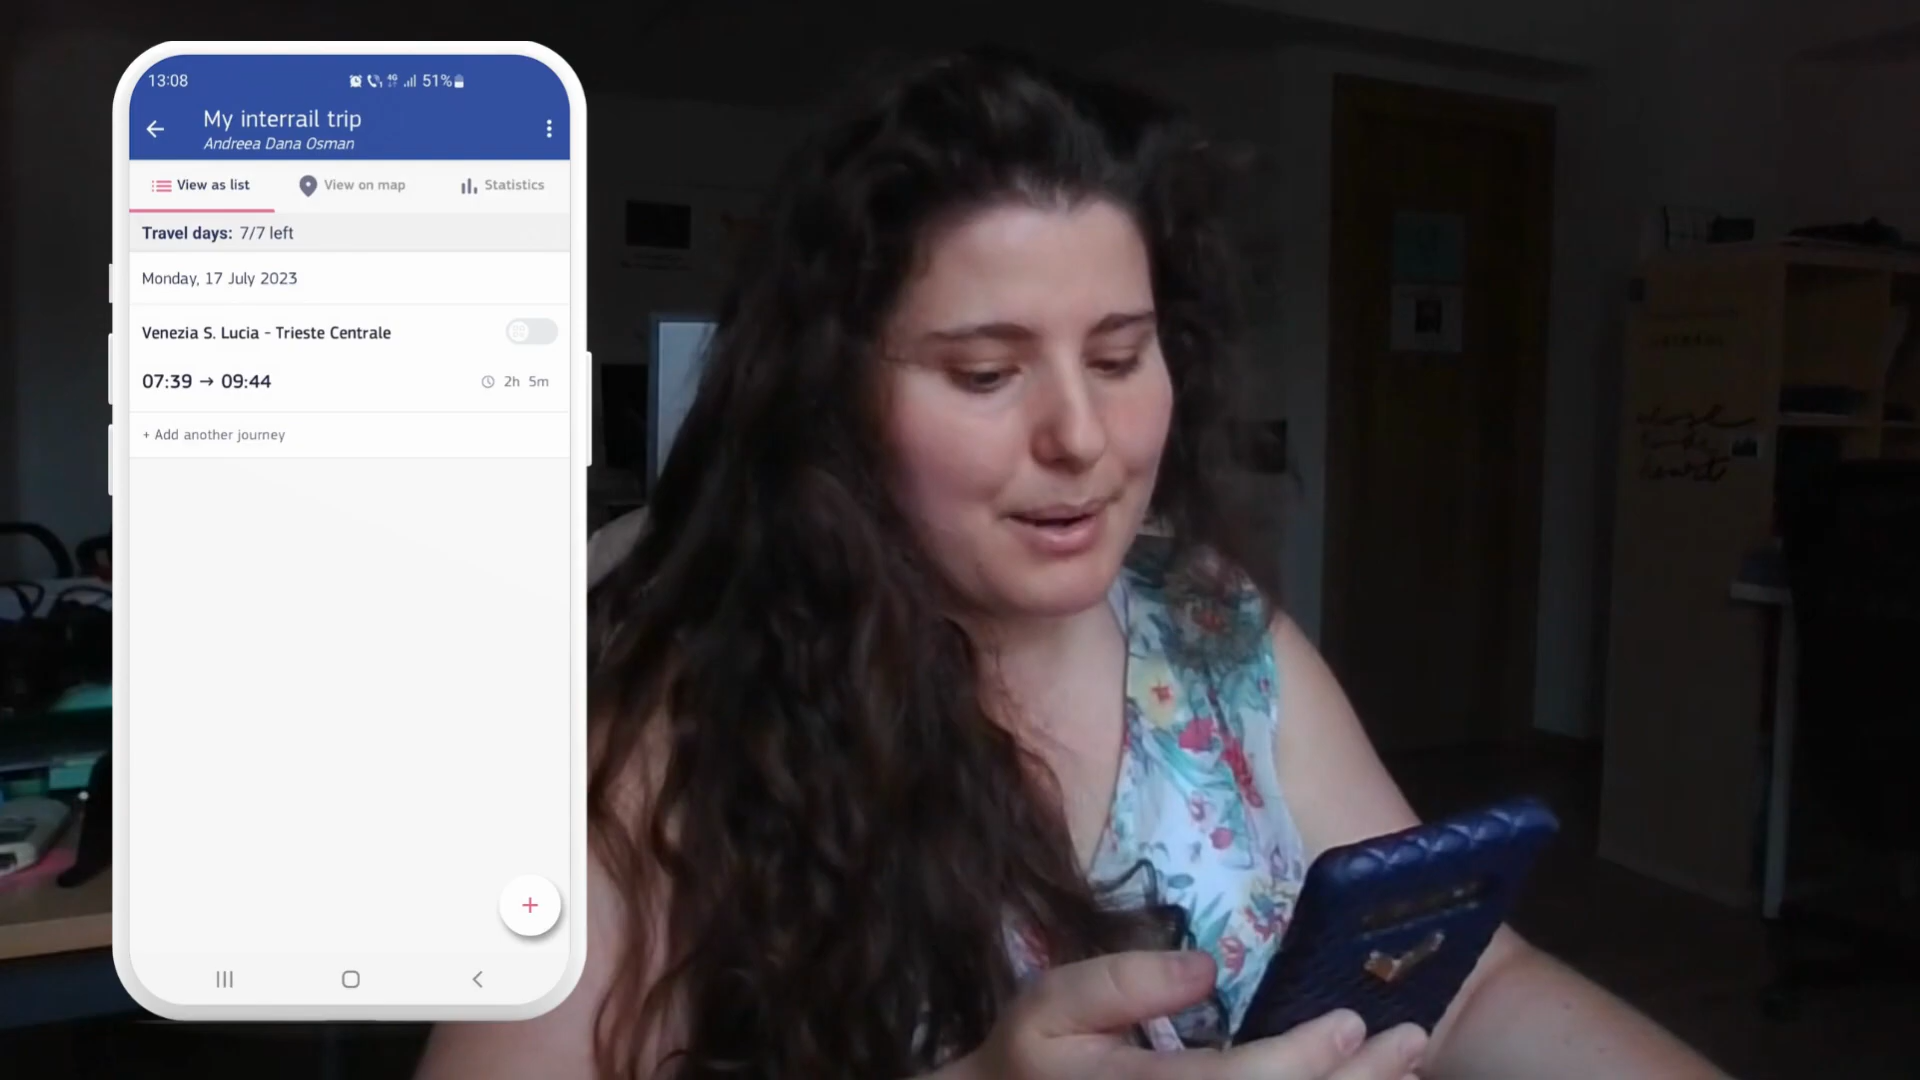 13:08
4G 51%
My interrail trip
Andreea Dana Osman
View as list
View on map
Statistics
Travel days: 7/7 left
Monday, 17 July 2023
Venezia S. Lucia - Trieste Centrale
07:39 → 09:44
2h 5m
+ Add another journey
+